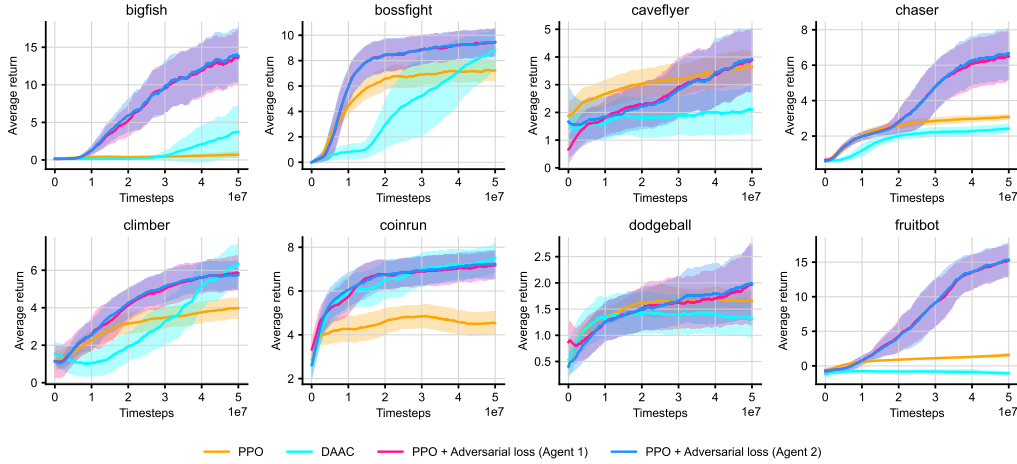 bigfish
bossfight
caveflyer
chaser
Average return
15
10
5
0
0
1
2
3
4
5
Timesteps
1e7
Average return
10
8
6
4
2
0
0
1
2
3
4
5
Timesteps
1e7
Average return
5
4
3
2
1
0
0
1
2
3
4
5
Timesteps
1e7
Average return
8
6
4
2
0
1
2
3
4
5
Timesteps
1e7
climber
coinrun
dodgeball
fruitbot
Average return
6
4
2
0
0
1
2
3
4
5
Timesteps
1e7
Average return
8
6
4
2
0
1
2
3
4
5
Timesteps
1e7
Average return
2.5
2.0
1.5
1.0
0.5
0
1
2
3
4
5
Timesteps
1e7
Average return
15
10
5
0
0
1
2
3
4
5
Timesteps
1e7
PPO
DAAC
PPO + Adversarial loss (Agent 1)
PPO + Adversarial loss (Agent 2)